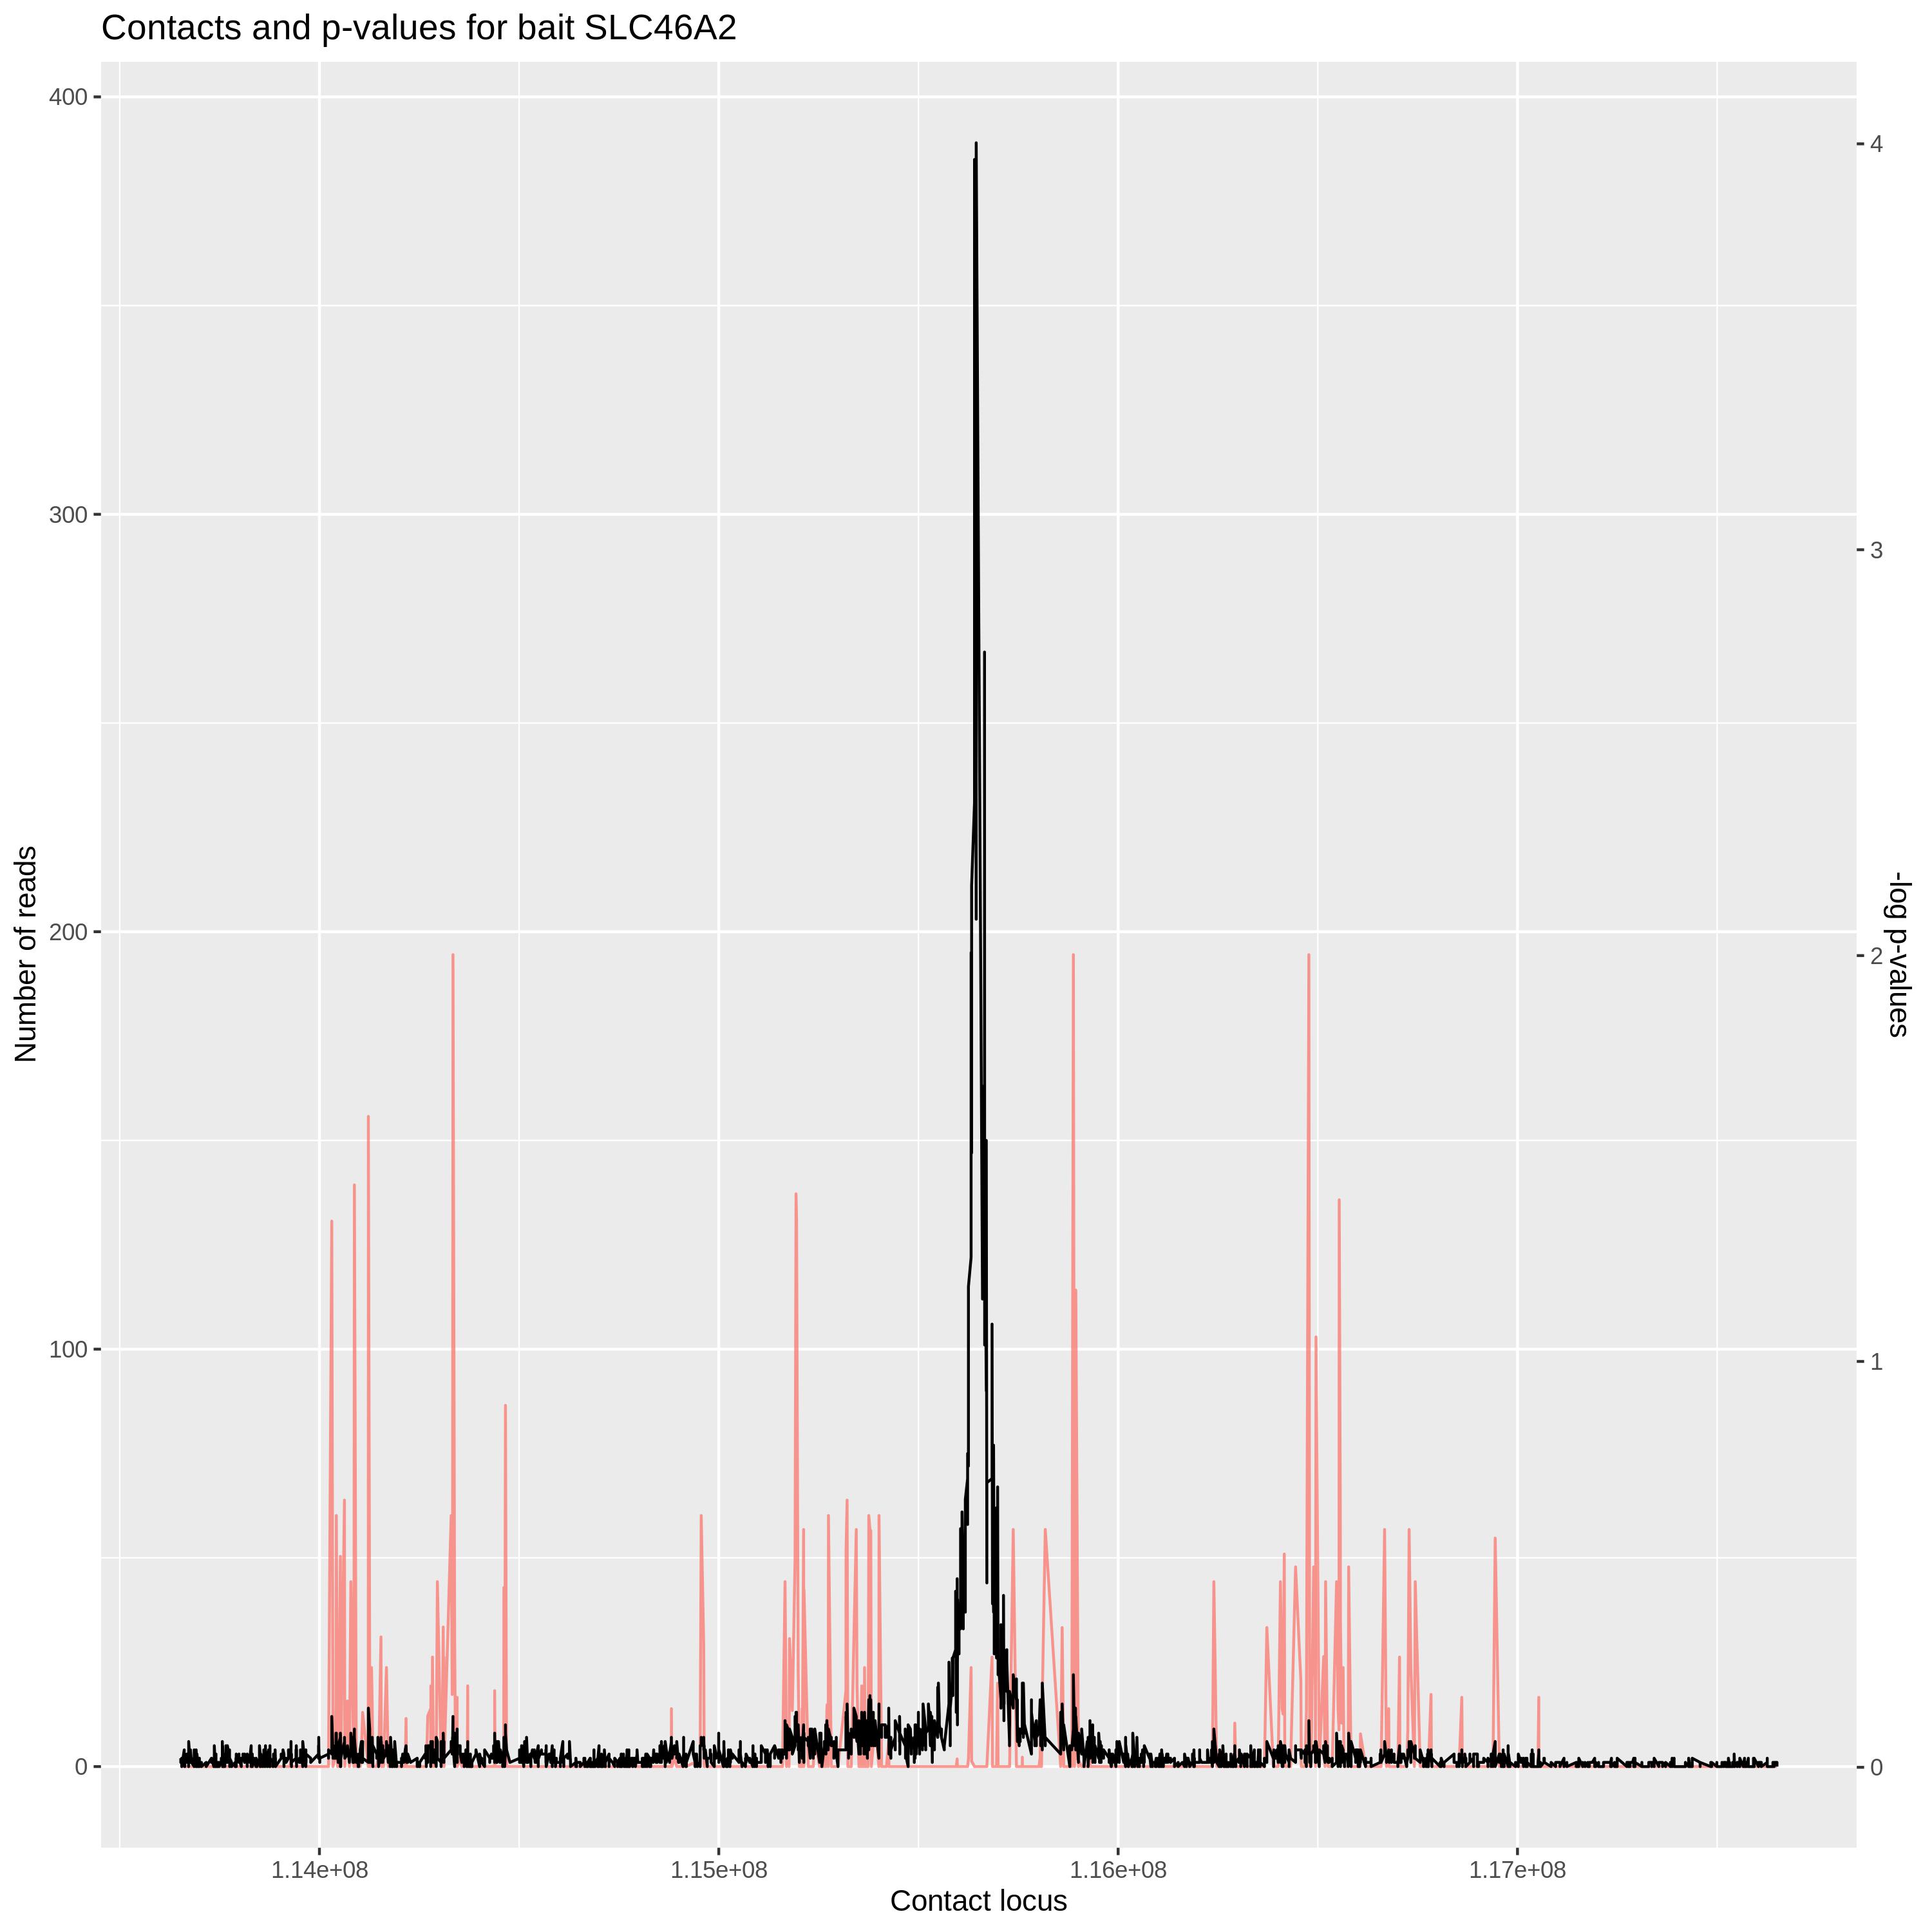 Contacts and p-values for bait SLC46A2
Number of reads
400
300
200
100
0
4
3
2
1
0
-log p-values
1.14e+08 1.15e+08 1.16e+08 1.17e+08
Contact locus